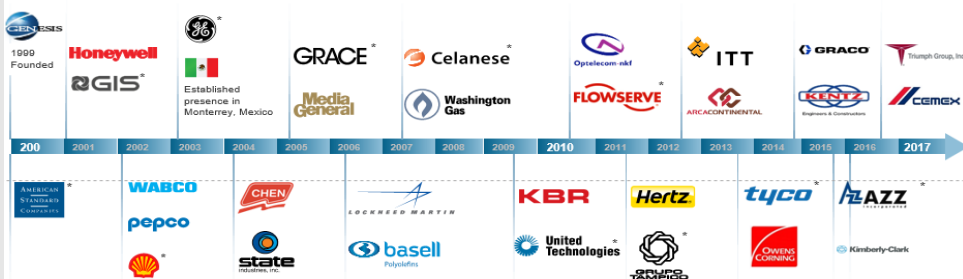 GENESIS
1999
Founded
Honeywell
GIS*
GE*
Established
presence in
Monterrey, Mexico
GRACE*
Media
General
Celanese*
Washington
Gas
Optelecom-nkf
FLOWSERVE*
ITT
ARCACONTINENTAL
GRACO
KENTZ
Engineers & Constructors
Triumph Group, Inc
CEMEX
200 2001 2002 2003 2004 2005 2006 2007 2008 2009 2010 2011 2012 2013 2014 2015 2016 2017
AMERICAN
STANDARD
COMPANIES
*
WABCO
pepco
*
CHEN
state
industries, inc.
LOCKHEED MARTIN
basell
Polyolefins
KBR
United
Technologies*
Hertz
*
GRUPO
TAMPICO
tyco*
OWENS
CORNING
AZZ*
incorporated
Kimberly-Clark